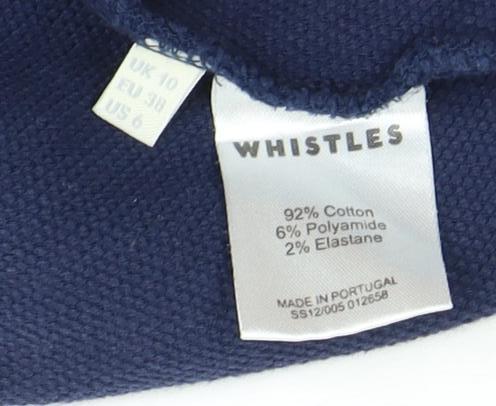 UK 10
EU 38
US 6
WHISTLES
92% Cotton
6% Polyamide
2% Elastane
MADE IN PORTUGAL
SS12/005 012658